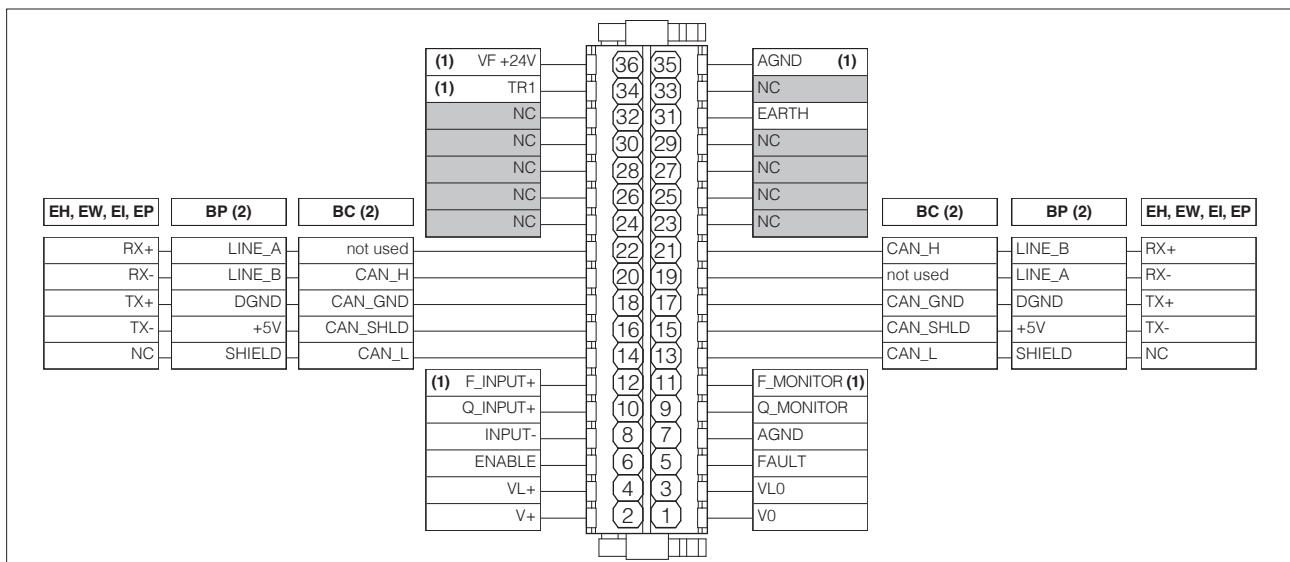 (1) VF +24V 36 35 AGND (1)
(1) TR1 34 33 NC
NC 32 31 EARTH
NC 30 29 NC
NC 28 27 NC
NC 26 25 NC
NC 24 23 NC
EH, EW, EI, EP BP (2) BC (2) BC (2) BP (2) EH, EW, EI, EP
RX+ LINE_A not used 22 21 CAN_H LINE_B RX+
RX- LINE_B CAN_H 20 19 not used LINE_A RX-
TX+ DGND CAN_GND 18 17 CAN_GND DGND TX+
TX- +5V CAN_SHLD 16 15 CAN_SHLD +5V TX-
NC SHIELD CAN_L 14 13 CAN_L SHIELD NC
(1) F_INPUT+ 12 11 F_MONITOR (1)
Q_INPUT+ 10 9 Q_MONITOR
INPUT- 8 7 AGND
ENABLE 6 5 FAULT
VL+ 4 3 VL0
V+ 2 1 V0